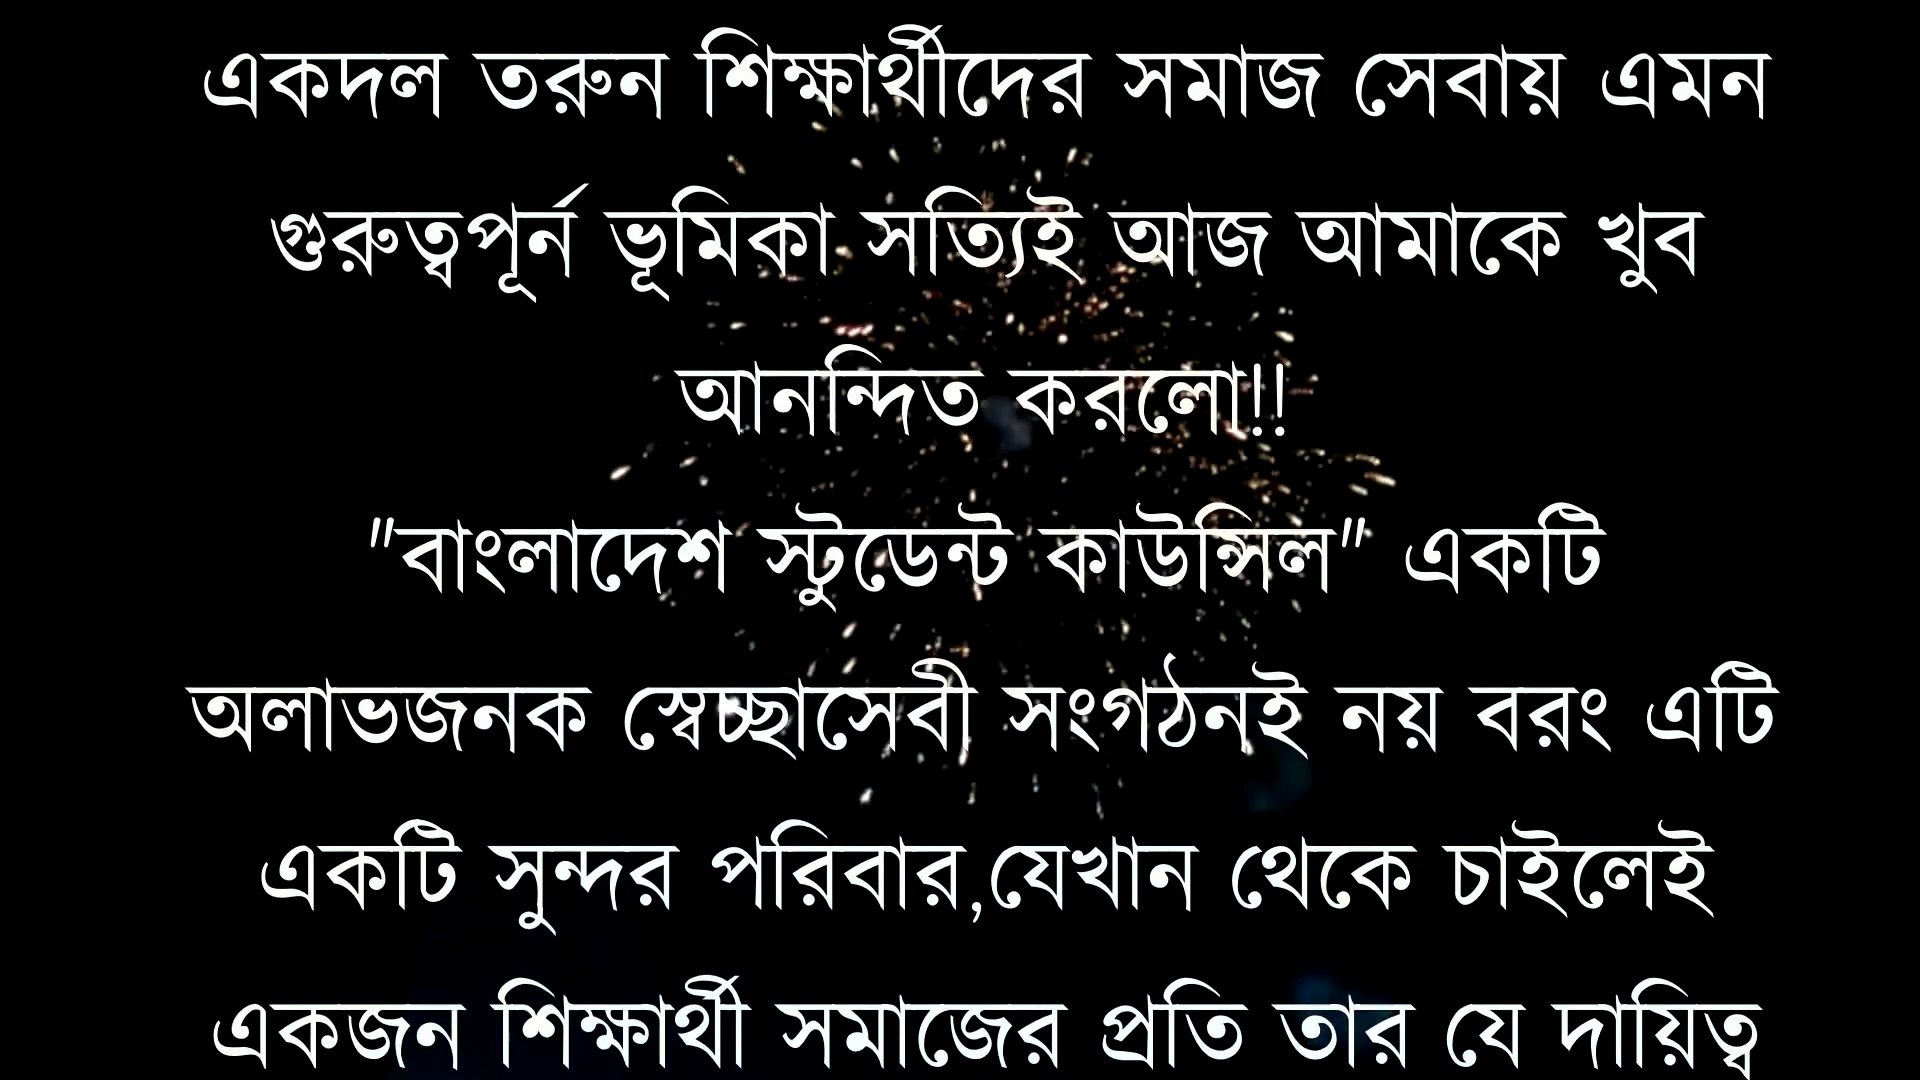 একদল তরুন শিক্ষার্থীদের সমাজ সেবায় এমন
গুরুত্বপূর্ন ভূমিকা সত্যিই আজ আমাকে খুব
আনন্দিত করলো!!
"বাংলাদেশ স্টুডেন্ট কাউন্সিল" একটি
অলাভজনক স্বেচ্ছাসেবী সংগঠনই নয় বরং এটি
একটি সুন্দর পরিবার,যেখান থেকে চাইলেই
একজন শিক্ষার্থী সমাজের প্রতি তার যে দায়িত্ব